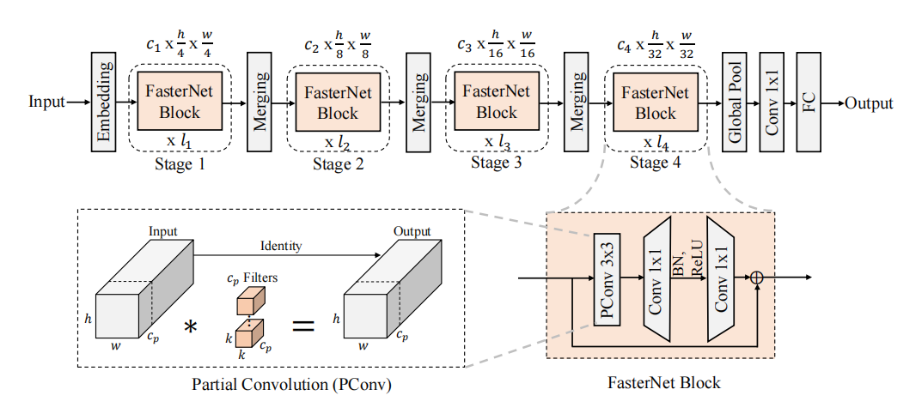 c₁ x h/4 x w/4
c₂ x h/8 x w/8
c₃ x h/16 x w/16
c₄ x h/32 x w/32
Input
Embedding
FasterNet
Block
x l₁
Stage 1
Merging
FasterNet
Block
x l₂
Stage 2
Merging
FasterNet
Block
x l₃
Stage 3
Merging
FasterNet
Block
x l₄
Stage 4
Global Pool
Conv 1x1
FC
Output
Input
Identity
Output
cₚ Filters
h
w
cₚ
*
k
k
cₚ
=
h
w
cₚ
Partial Convolution (PConv)
PConv 3x3
Conv 1x1
BN,
ReLU
Conv 1x1
FasterNet Block